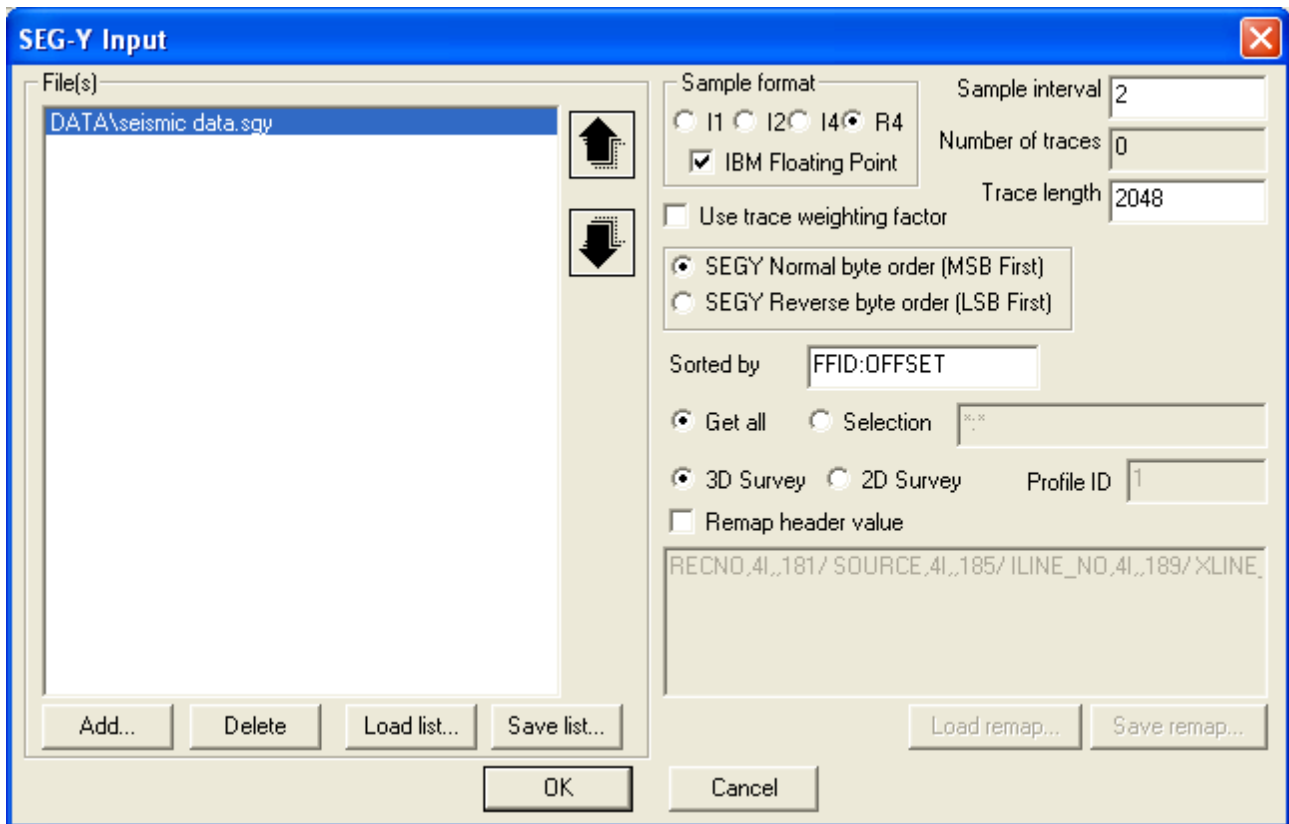 SEG-Y Input
File(s)
DATA\seismic data.sgy
Add...
Delete
Load list...
Save list...
Sample format
I1 I2 I4 R4
IBM Floating Point
Sample interval 2
Number of traces 0
Trace length 2048
Use trace weighting factor
SEGY Normal byte order (MSB First)
SEGY Reverse byte order (LSB First)
Sorted by FFID:OFFSET
Get all Selection *:*
3D Survey 2D Survey Profile ID 1
Remap header value
RECNO,4I,,181/ SOURCE,4I,,185/ ILINE_NO,4I,,189/ XLINE_
Load remap...
Save remap...
OK
Cancel